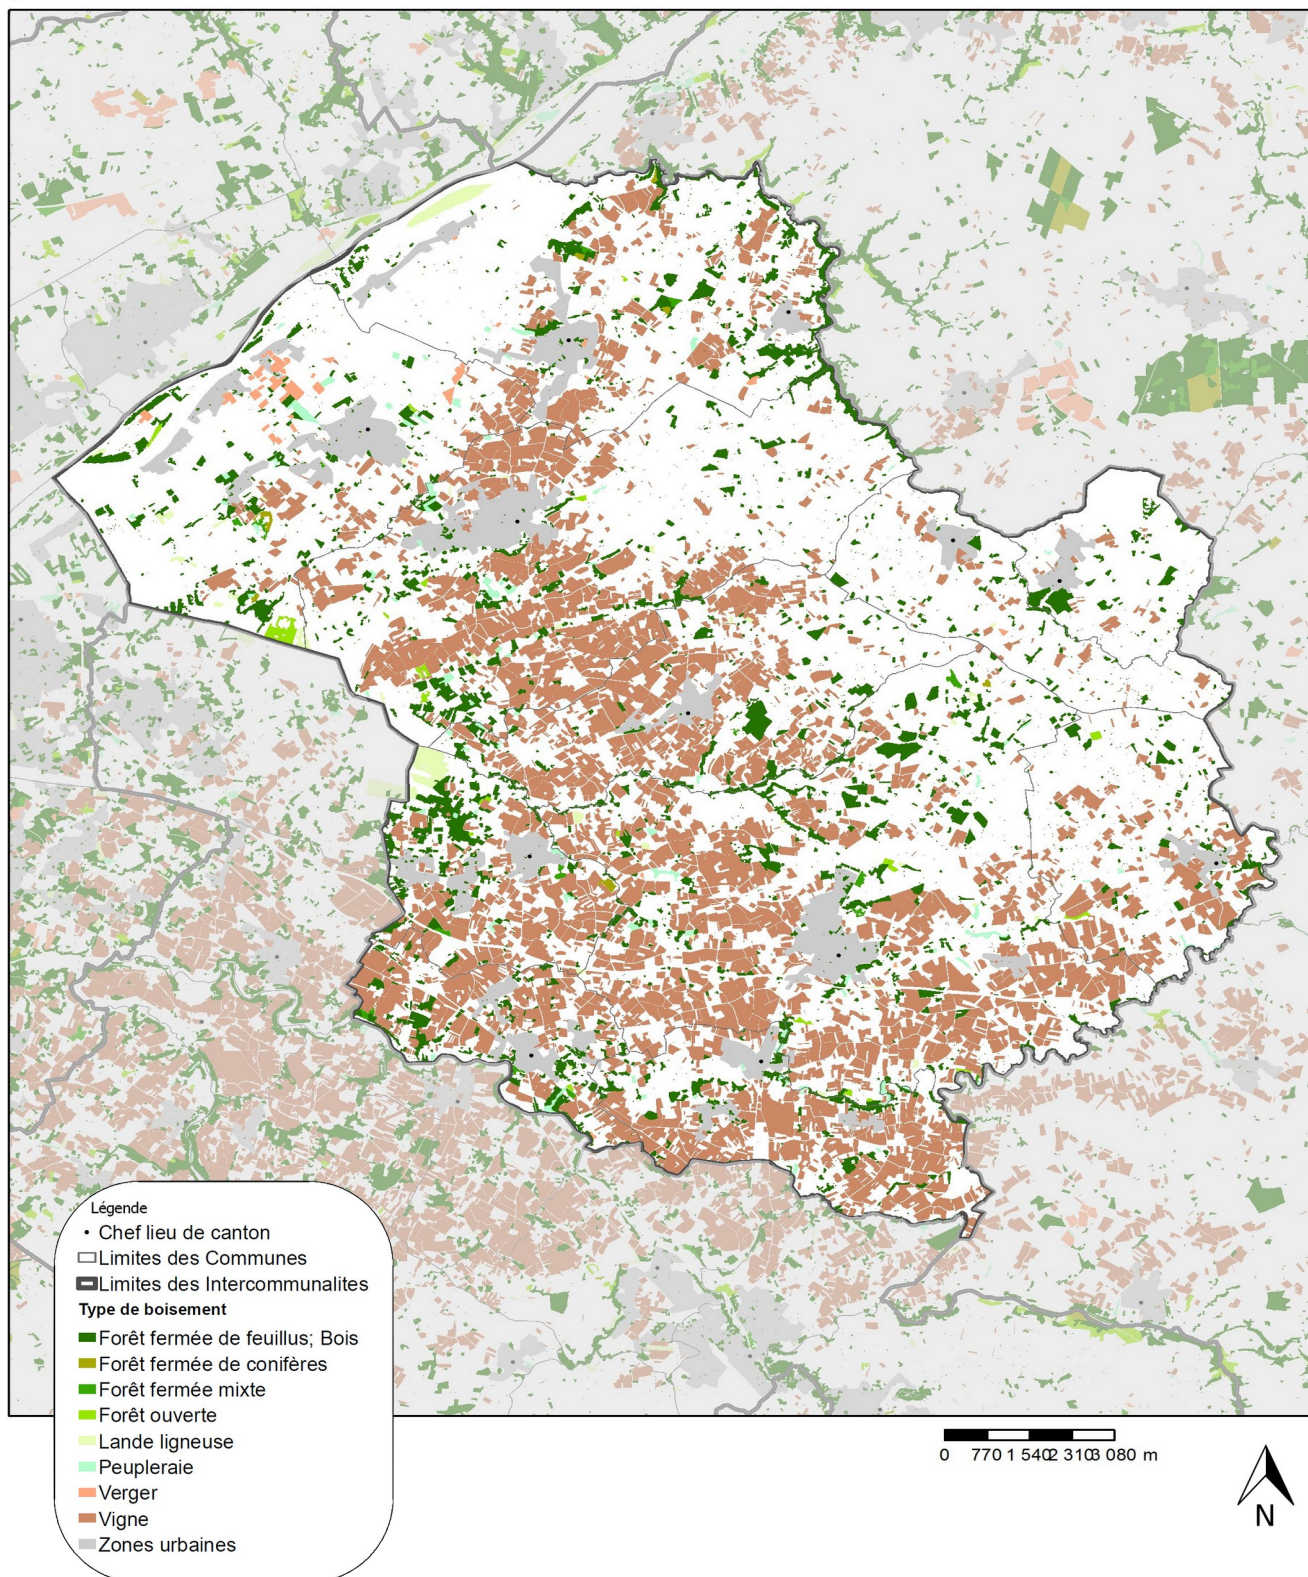 Légende
Chef lieu de canton
Limites des Communes
Limites des Intercommunalites
Type de boisement
Forêt fermée de feuillus; Bois
Forêt fermée de conifères
Forêt fermée mixte
Forêt ouverte
Lande ligneuse
Peupleraie
Verger
Vigne
Zones urbaines
0 770 1 540 2 310 3 080 m
N